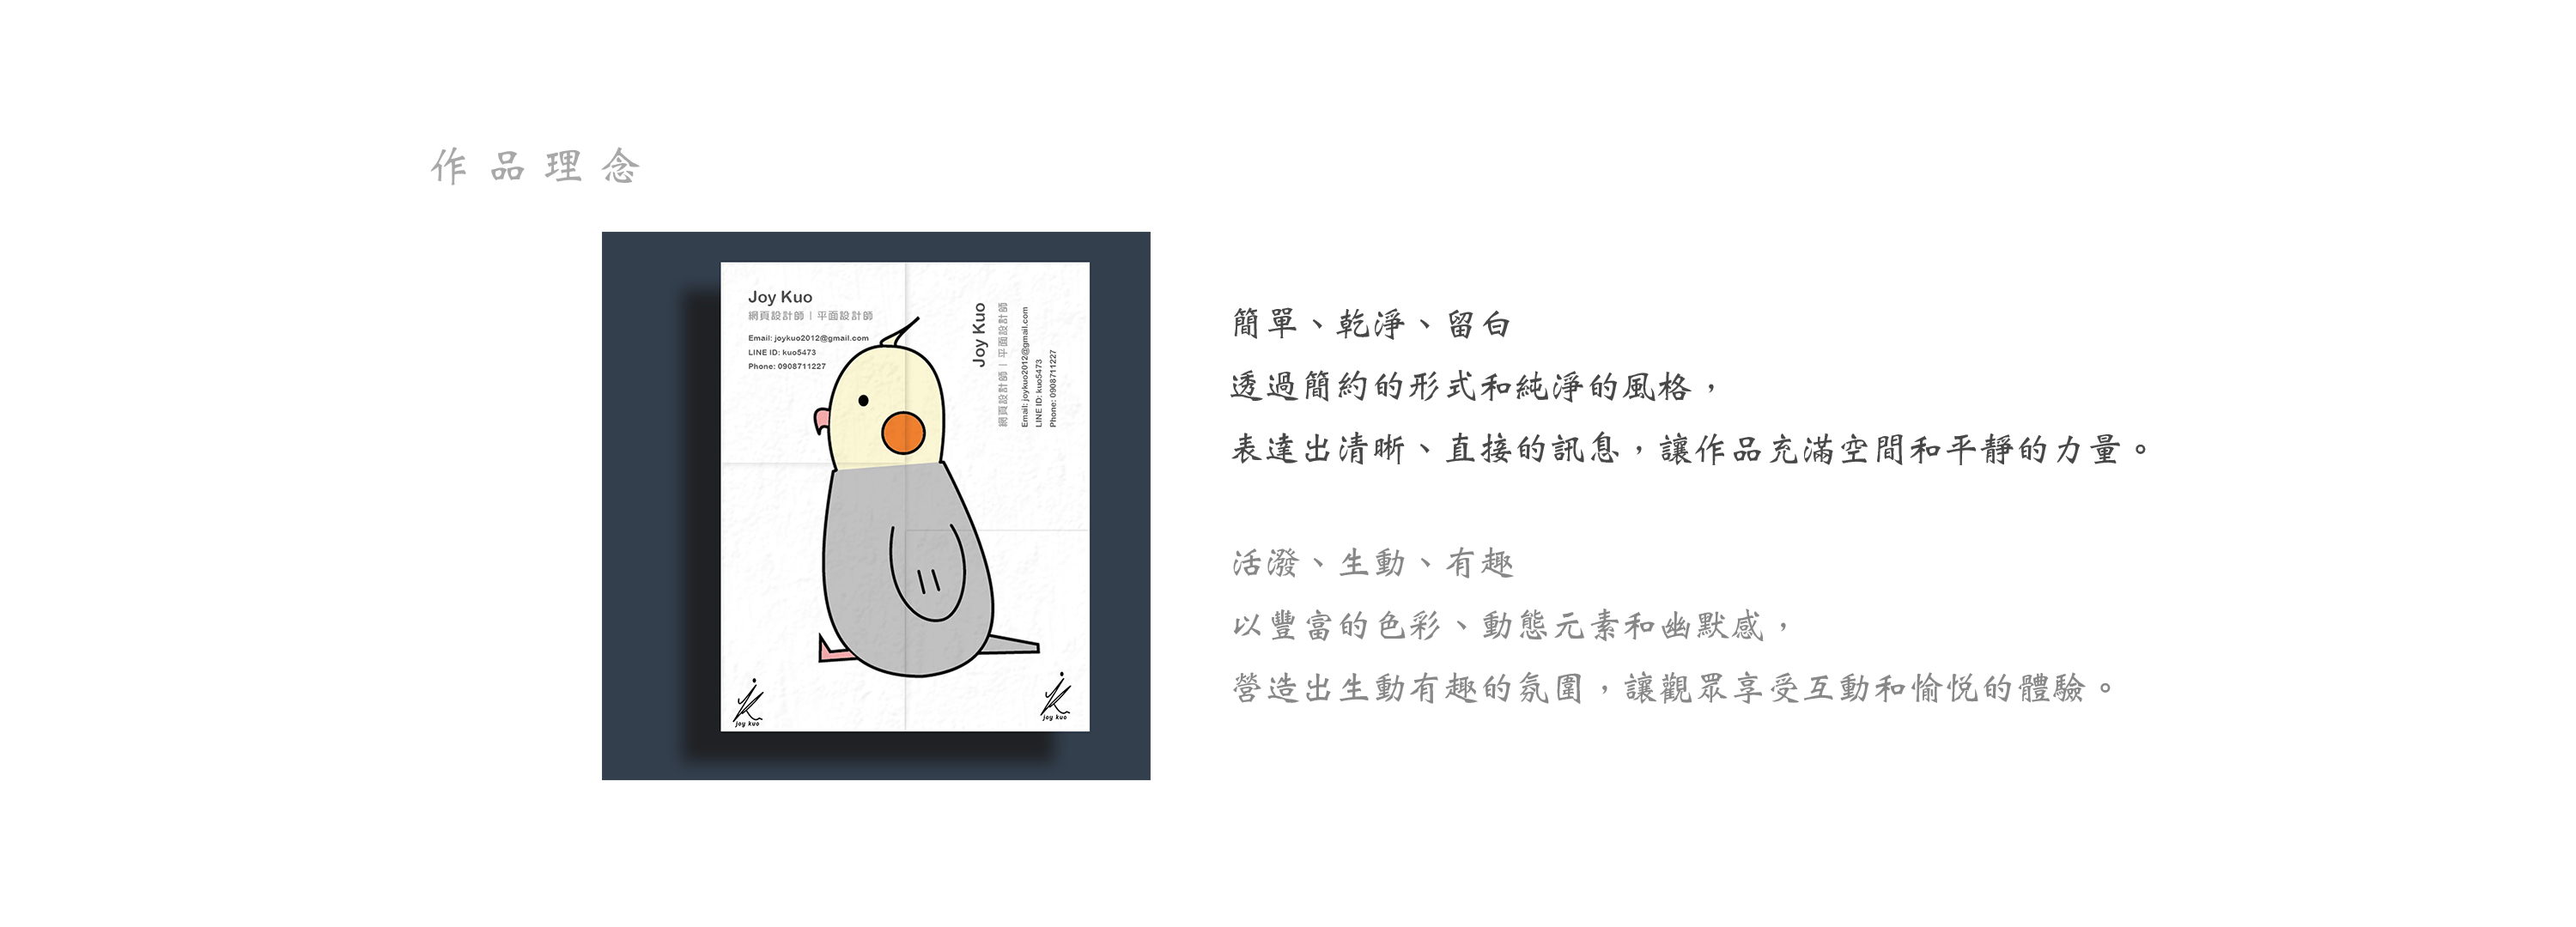 作品理念
Joy Kuo
網頁設計師 | 平面設計師
Email: joykuo2012@gmail.com
LINE ID: kuo5473
Phone: 0908711227
Joy Kuo
網頁設計師 | 平面設計師
Email: joykuo2012@gmail.com
LINE ID: kuo5473
Phone: 0908711227
jk
joy kuo
jk
joy kuo
簡單、乾淨、留白
透過簡約的形式和純淨的風格，
表達出清晰、直接的訊息，讓作品充滿空間和平靜的力量。
活潑、生動、有趣
以豐富的色彩、動態元素和幽默感，
營造出生動有趣的氛圍，讓觀眾享受互動和愉悅的體驗。